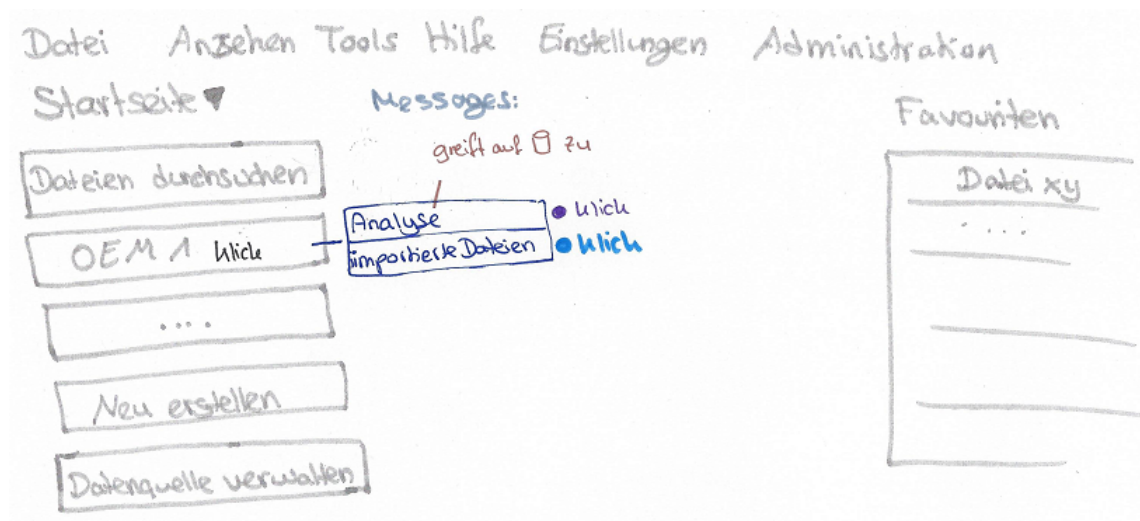 Datei Ansehen Tools Hilfe Einstellungen Administration
Startseite
Messages:
Favouriten
greift auf zu
Dateien durchsuchen
Datei xy
Analyse
klick
. . . .
OEM 1 klick
importierte Dateien
klick
. . . .
Neu erstellen
Datenquelle verwalten